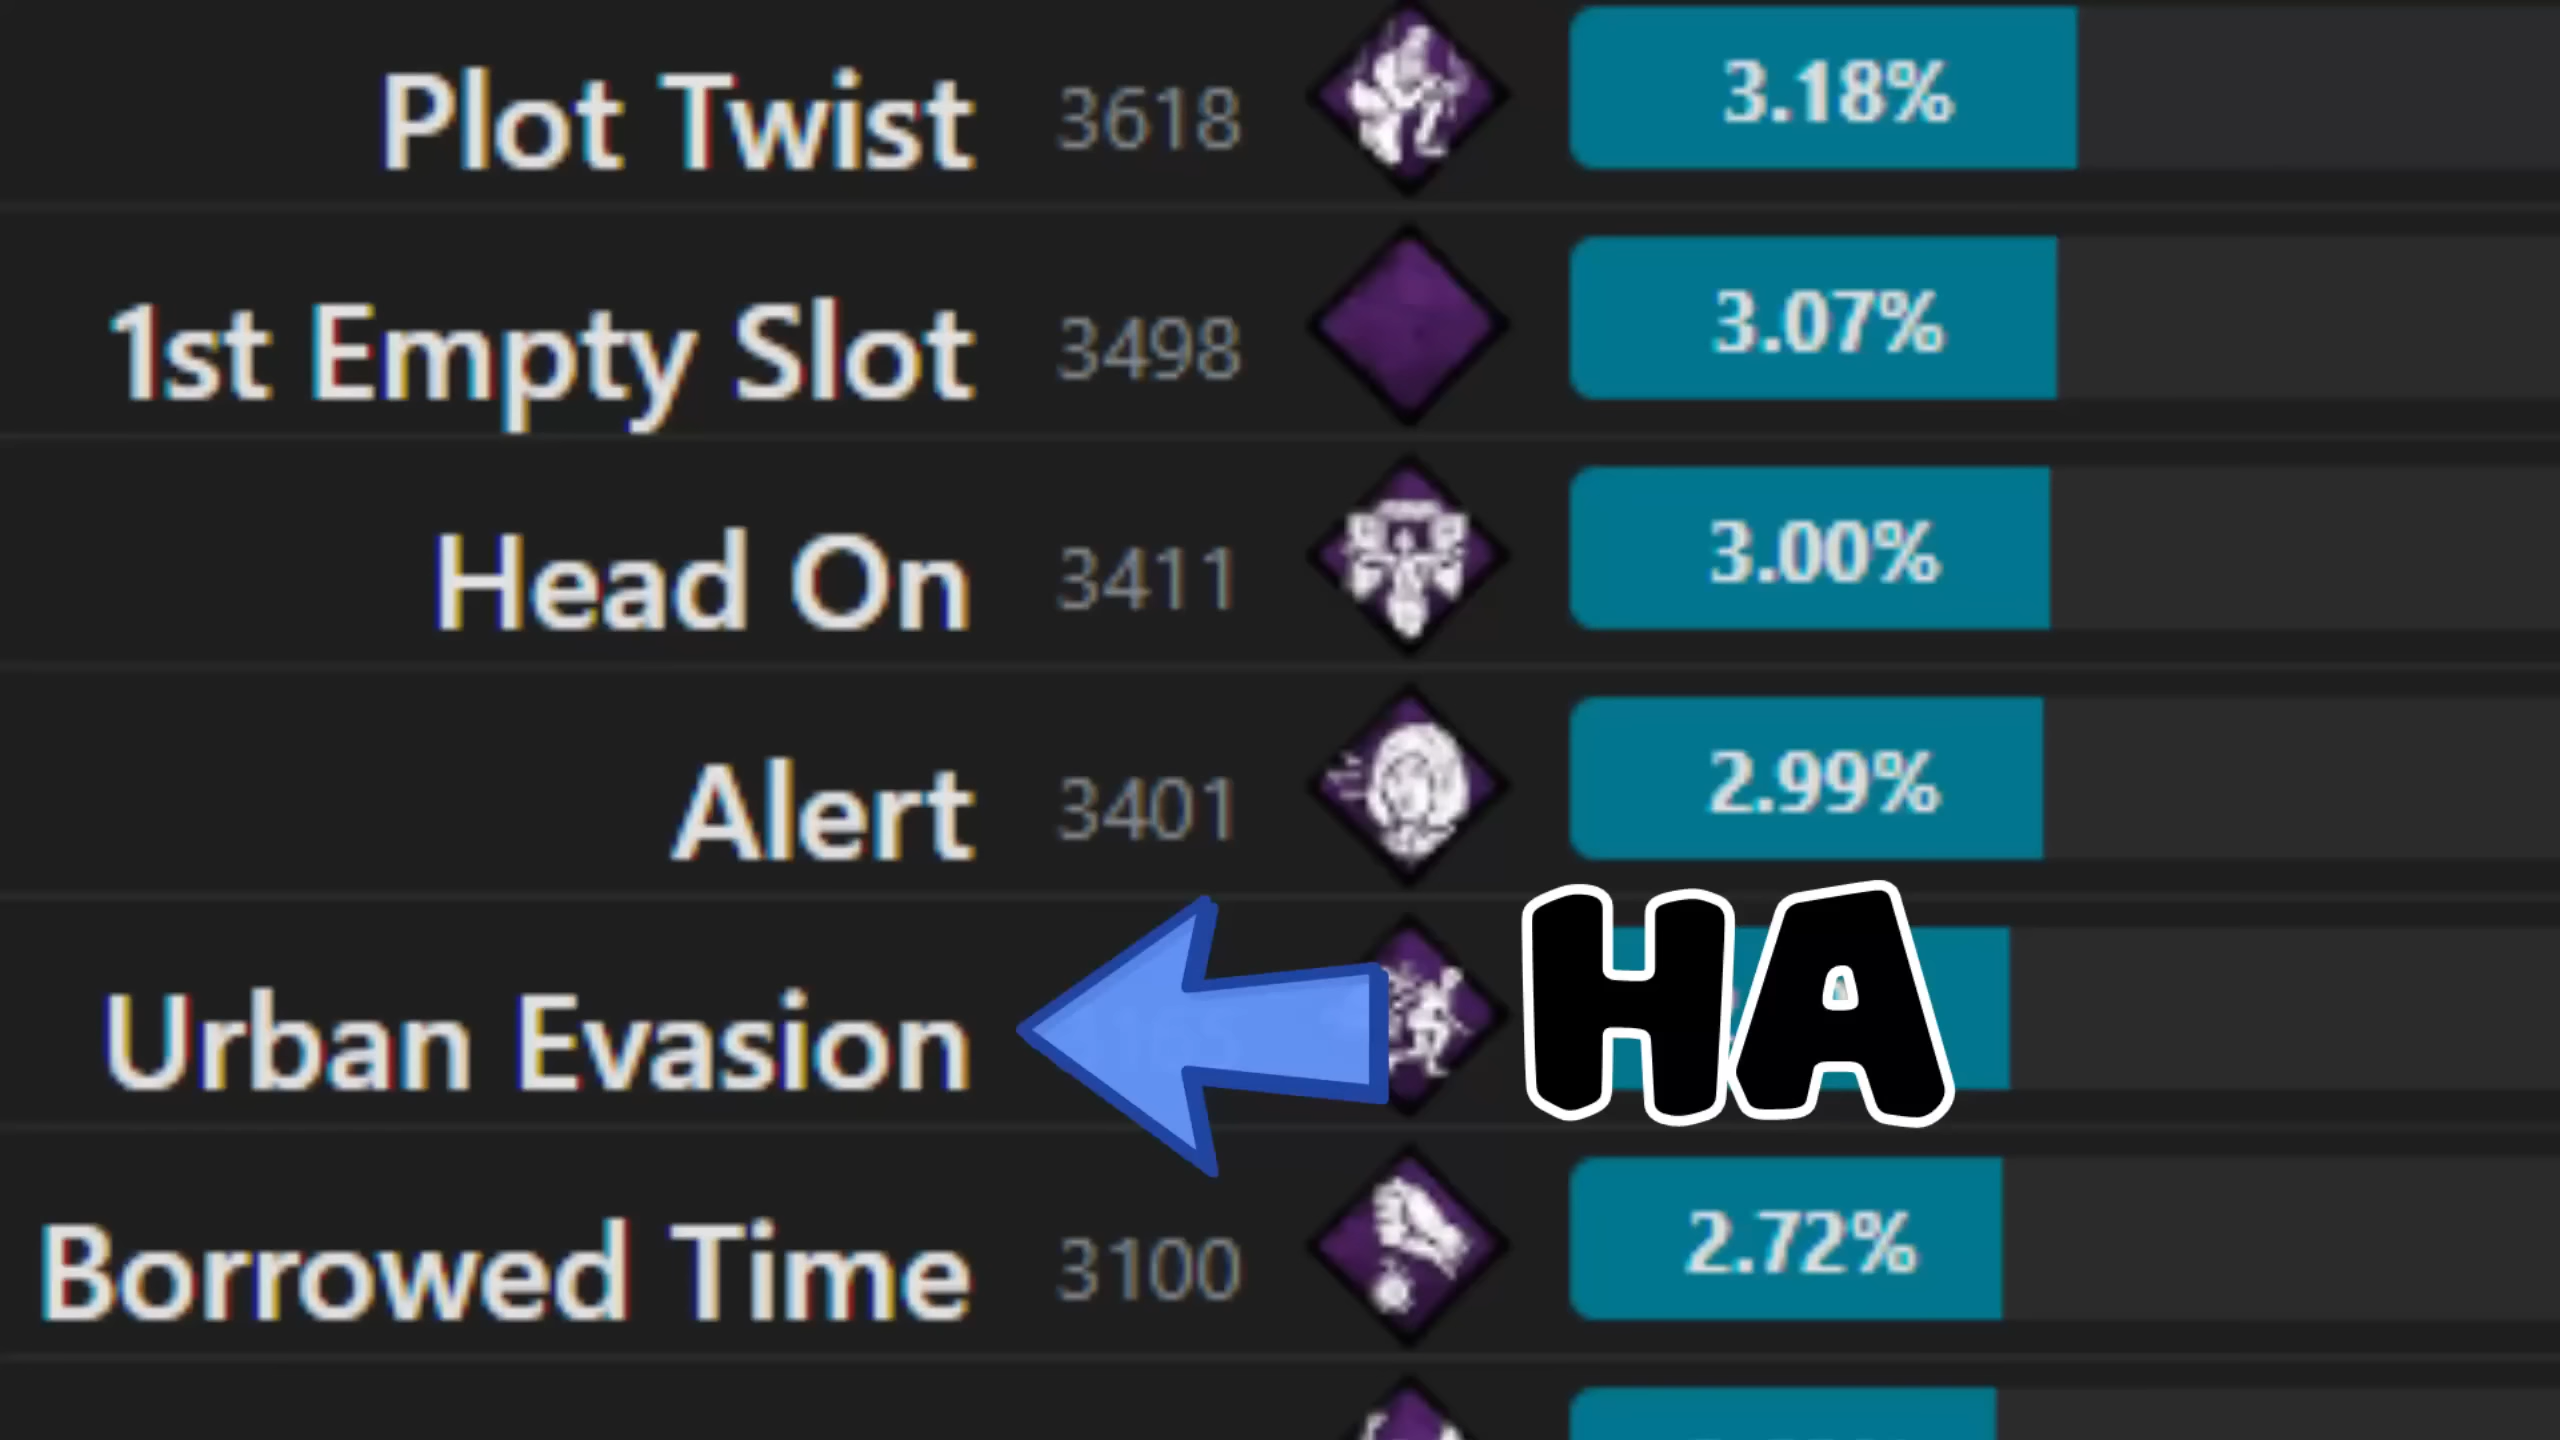 Plot Twist 3618 3.18%
1st Empty Slot 3498 3.07%
Head On 3411 3.00%
Alert 3401 2.99%
Urban Evasion HA
Borrowed Time 3100 2.72%